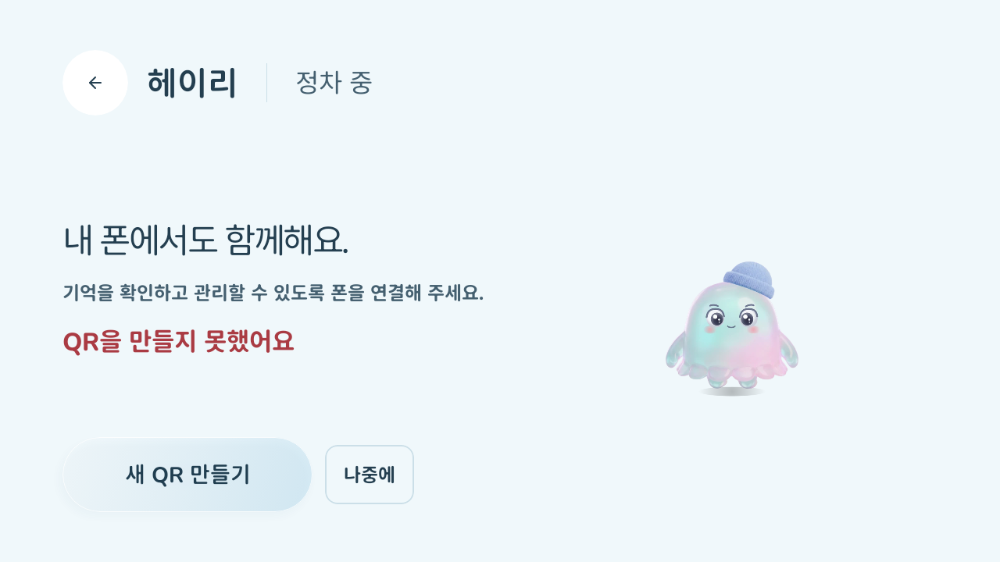 헤이리
정차 중
내 폰에서도 함께해요.
기억을 확인하고 관리할 수 있도록 폰을 연결해 주세요.
QR을 만들지 못했어요
새 QR 만들기
나중에